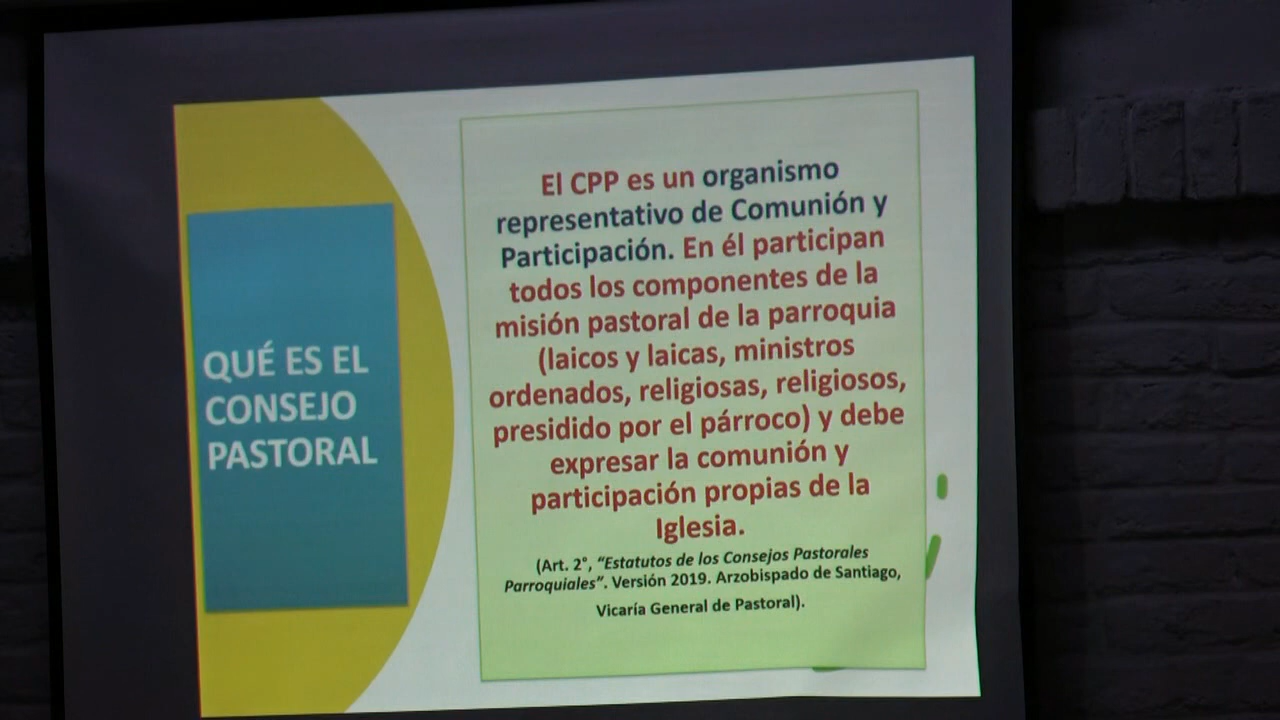 QUÉ ES EL
CONSEJO
PASTORAL
El CPP es un organismo
representativo de Comunión y
Participación. En él participan
todos los componentes de la
misión pastoral de la parroquia
(laicos y laicas, ministros
ordenados, religiosas, religiosos,
presidido por el párroco) y debe
expresar la comunión y
participación propias de la
Iglesia.
(Art. 2°, “Estatutos de los Consejos Pastorales
Parroquiales”. Versión 2019. Arzobispado de Santiago,
Vicaría General de Pastoral).